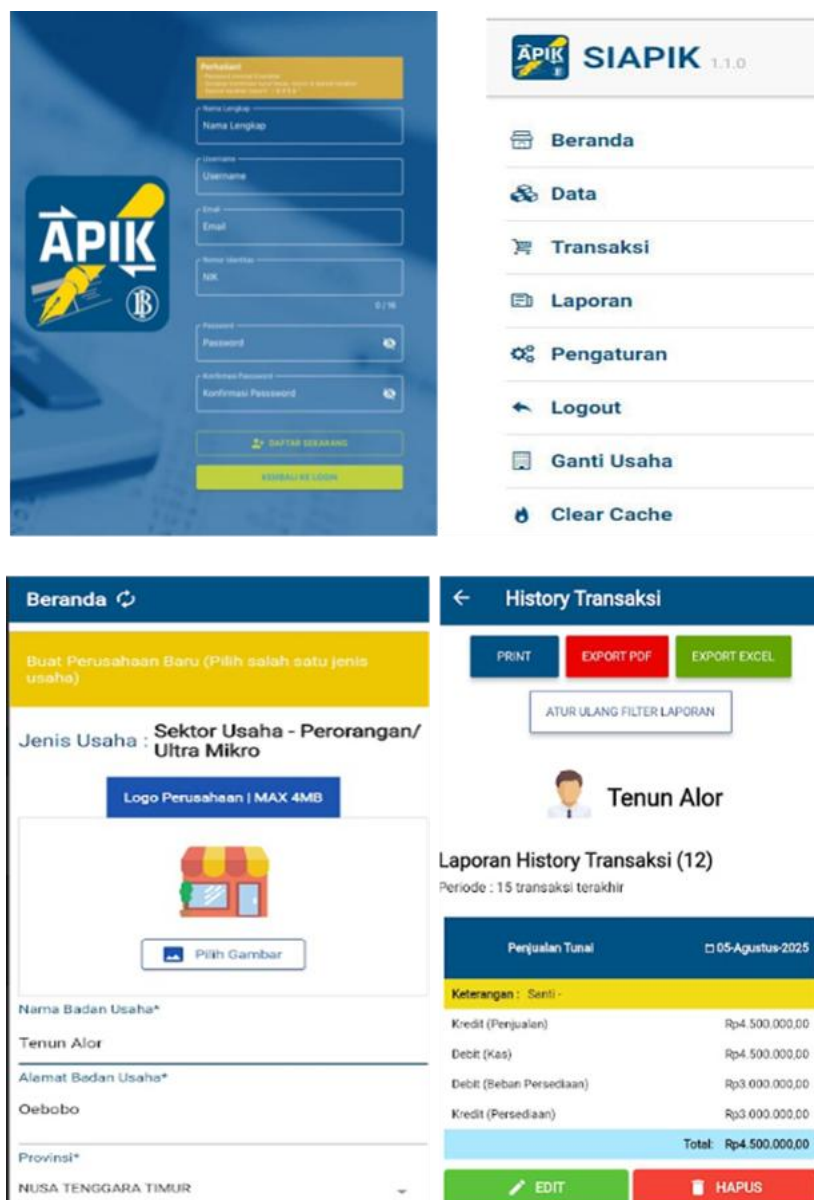 APIK
Perhatian!
Nama Lengkap
Nama Lengkap
Username
Username
Email
Email
Nomor Identitas
NIK
0 / 16
Password
Password
Konfirmasi Password
Konfirmasi Passsword
DAFTAR SEKARANG
KEMBALI KE LOGIN
APIK SIAPIK 1.1.0
Beranda
Data
Transaksi
Laporan
Pengaturan
Logout
Ganti Usaha
Clear Cache
Beranda
Buat Perusahaan Baru (Pilih salah satu jenis
usaha)
Jenis Usaha : Sektor Usaha - Perorangan/
Ultra Mikro
Logo Perusahaan | MAX 4MB
Pilih Gambar
Nama Badan Usaha*
Tenun Alor
Alamat Badan Usaha*
Oebobo
Provinsi*
NUSA TENGGARA TIMUR
History Transaksi
PRINT EXPORT PDF EXPORT EXCEL
ATUR ULANG FILTER LAPORAN
Tenun Alor
Laporan History Transaksi (12)
Periode : 15 transaksi terakhir
Penjualan Tunai 05-Agustus-2025
Keterangan : Santi -
Kredit (Penjualan) Rp4.500.000,00
Debit (Kas) Rp4.500.000,00
Debit (Beban Persediaan) Rp3.000.000,00
Kredit (Persediaan) Rp3.000.000,00
Total: Rp4.500.000,00
EDIT HAPUS